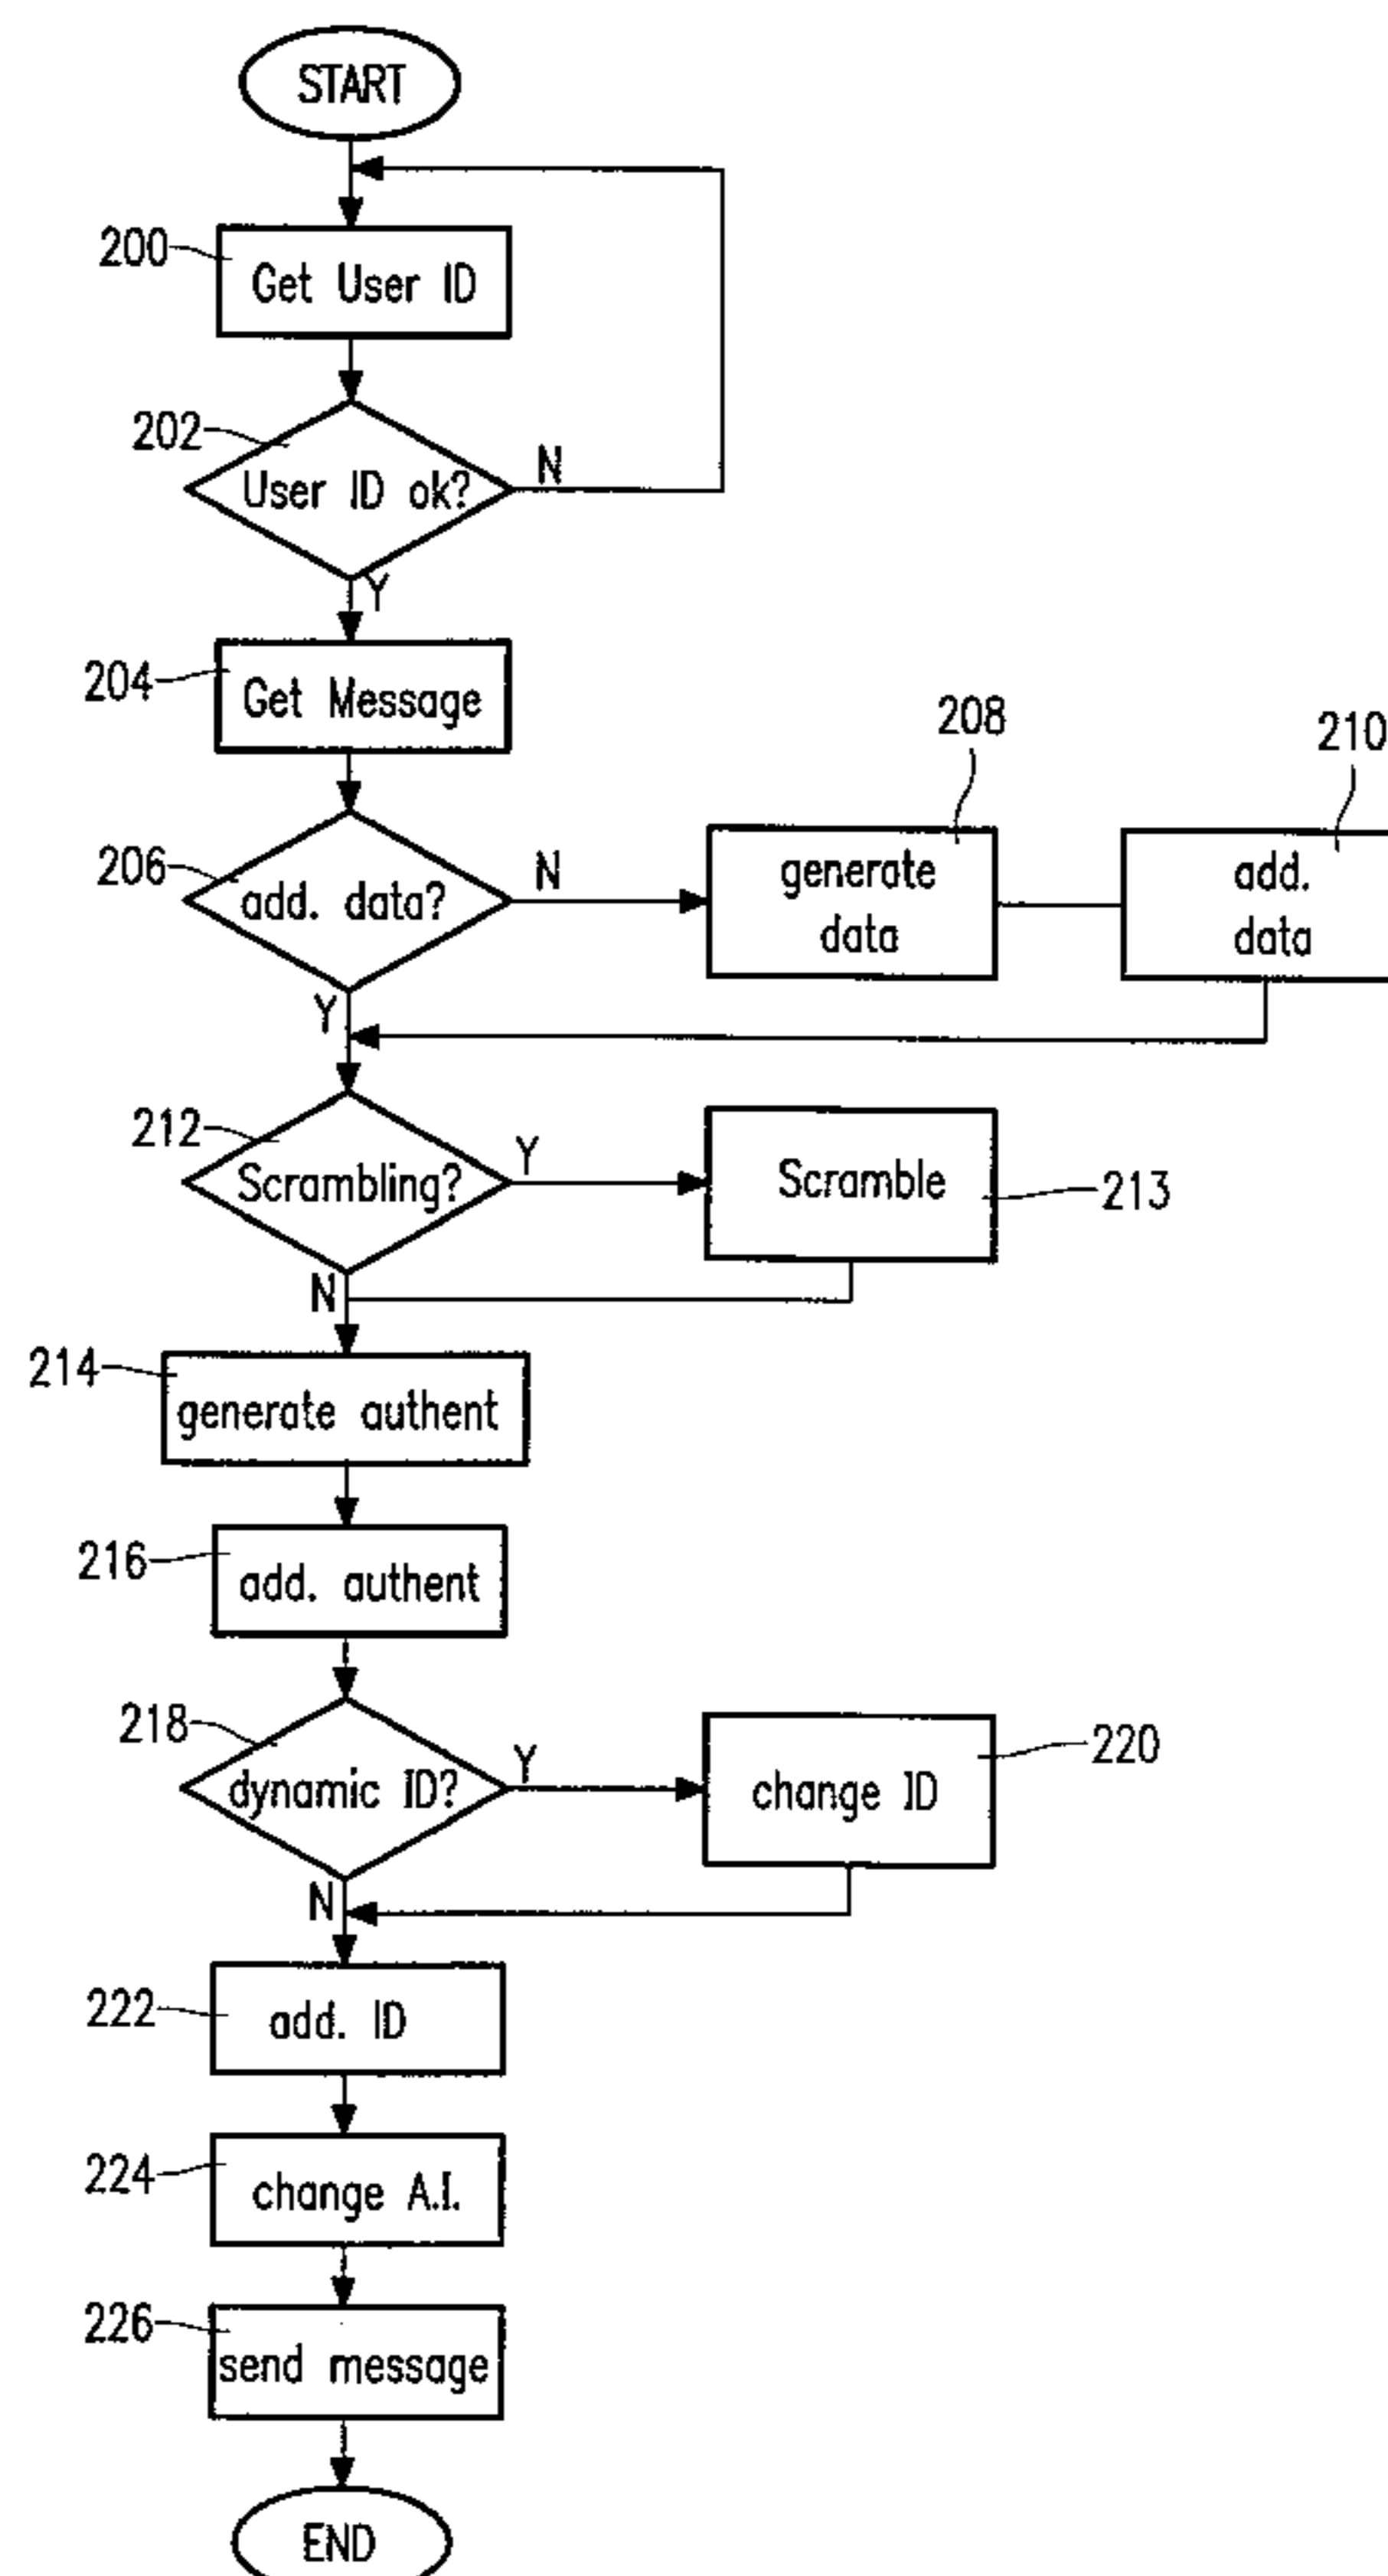 START
200
Get User ID
202
User ID ok?
N
Y
204
Get Message
208
210
206
add. data?
N
generate
data
add.
data
Y
212
Scrambling?
Y
Scramble
213
N
214
generate authent
216
add. authent
218
dynamic ID?
Y
change ID
220
N
222
add. ID
224
change A.I.
226
send message
END